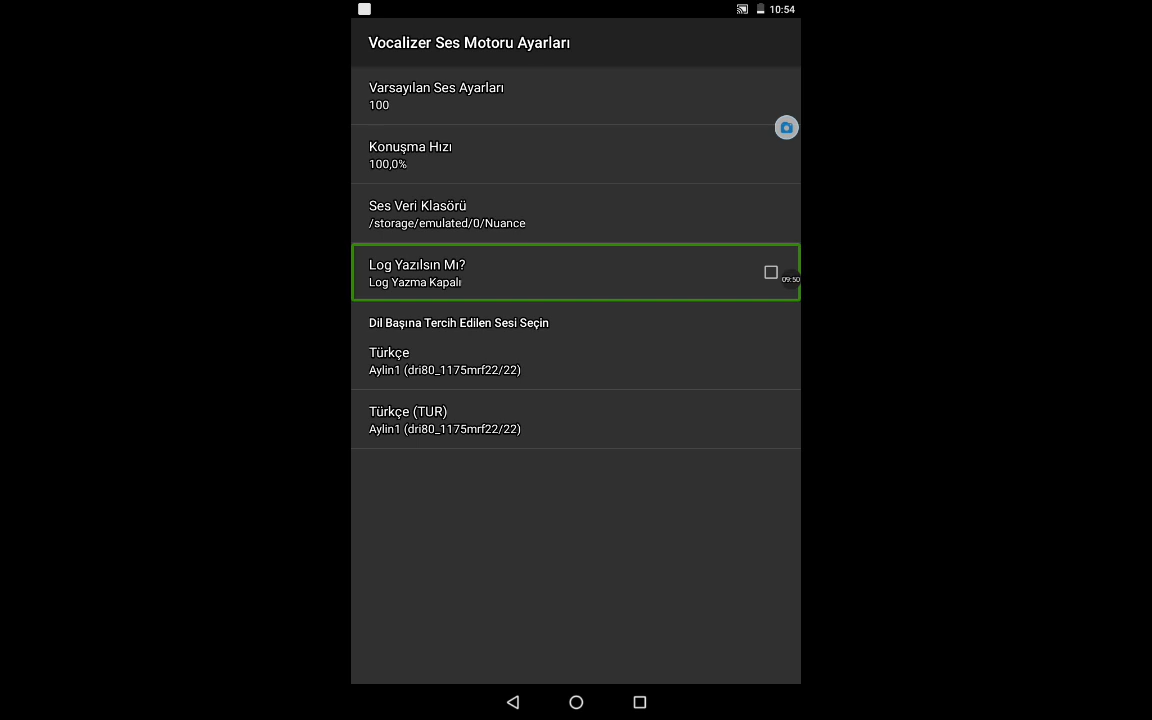 10:54
Vocalizer Ses Motoru Ayarları
Varsayılan Ses Ayarları
100
Konuşma Hızı
100,0%
Ses Veri Klasörü
/storage/emulated/0/Nuance
Log Yazılsın Mı?
Log Yazma Kapalı
09:50
Dil Başına Tercih Edilen Sesi Seçin
Türkçe
Aylin1 (dri80_1175mrf22/22)
Türkçe (TUR)
Aylin1 (dri80_1175mrf22/22)